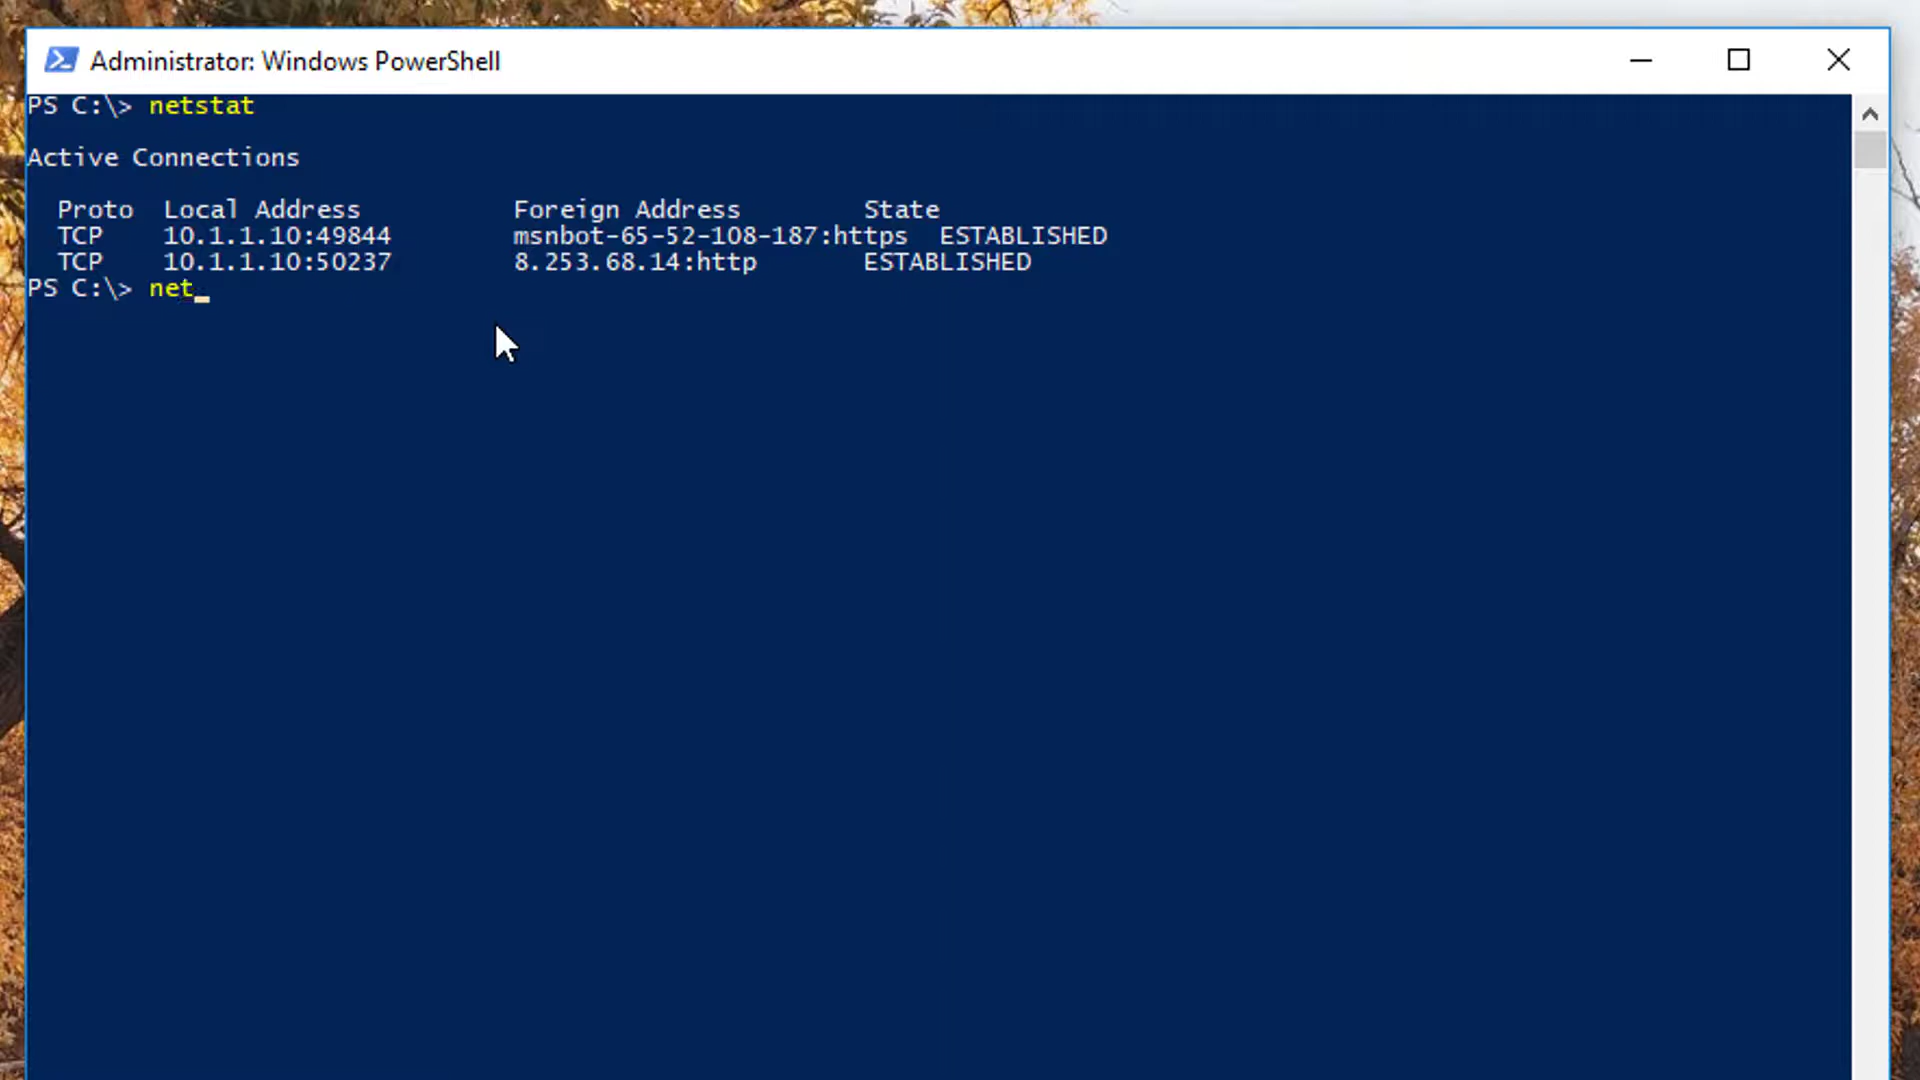 Administrator: Windows PowerShell
PS C:\> netstat
Active Connections
Proto  Local Address          Foreign Address        State
TCP    10.1.1.10:49844        msnbot-65-52-108-187:https  ESTABLISHED
TCP    10.1.1.10:50237        8.253.68.14:http       ESTABLISHED
PS C:\> net_